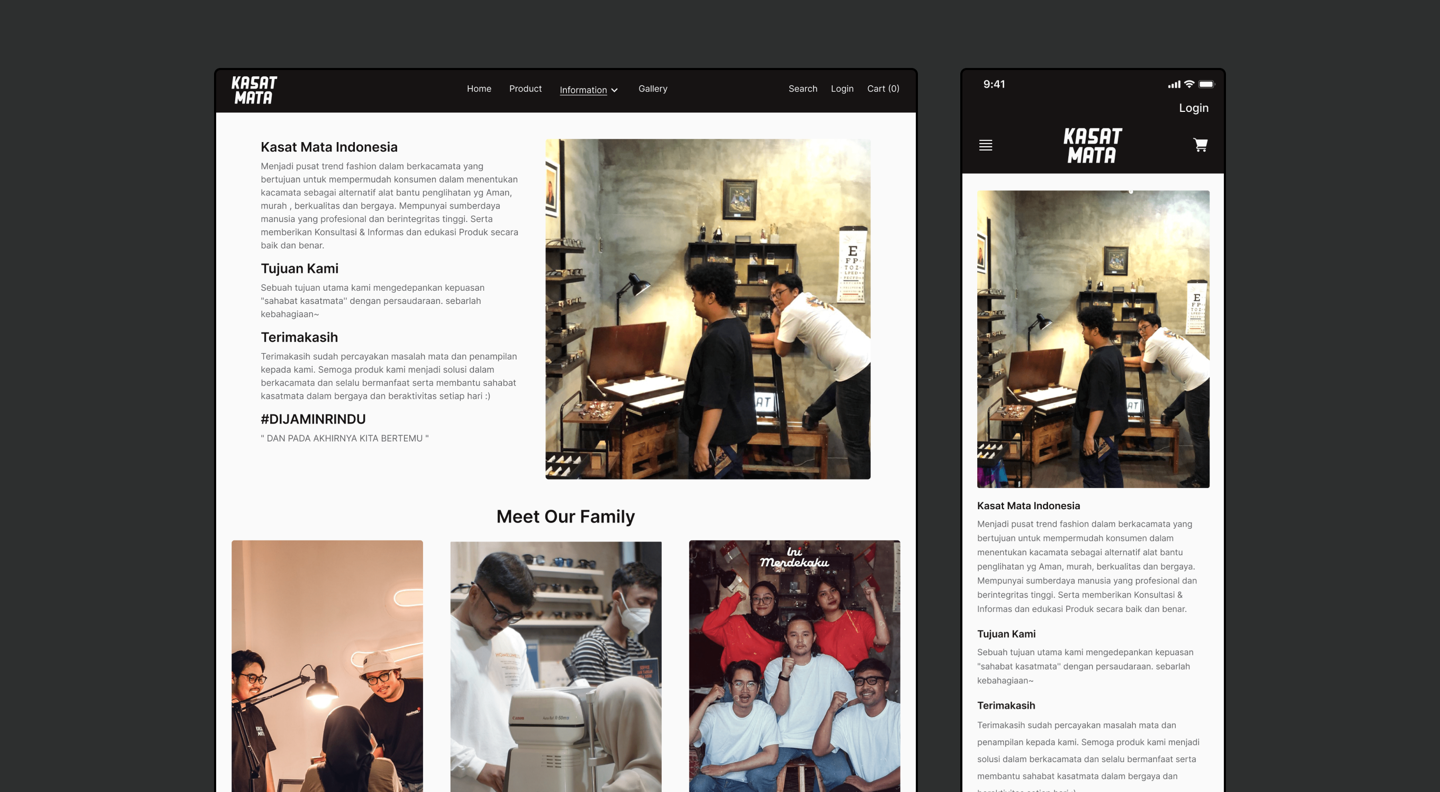 KASAT
MATA
Home Product Information Gallery Search Login Cart (0)
Kasat Mata Indonesia
Menjadi pusat trend fashion dalam berkacamata yang
bertujuan untuk mempermudah konsumen dalam menentukan
kacamata sebagai alternatif alat bantu penglihatan yg Aman,
murah , berkualitas dan bergaya. Mempunyai sumberdaya
manusia yang profesional dan berintegritas tinggi. Serta
memberikan Konsultasi & Informas dan edukasi Produk secara
baik dan benar.
Tujuan Kami
Sebuah tujuan utama kami mengedepankan kepuasan
"sahabat kasatmata" dengan persaudaraan. sebarlah
kebahagiaan~
Terimakasih
Terimakasih sudah percayakan masalah mata dan penampilan
kepada kami. Semoga produk kami menjadi solusi dalam
berkacamata dan selalu bermanfaat serta membantu sahabat
kasatmata dalam bergaya dan beraktivitas setiap hari :)
#DIJAMINRINDU
" DAN PADA AKHIRNYA KITA BERTEMU "
E
F P
T O Z
Meet Our Family
Ini
Merdekaku
9:41
Login
KASAT
MATA
E
F P
T O Z
Kasat Mata Indonesia
Menjadi pusat trend fashion dalam berkacamata yang
bertujuan untuk mempermudah konsumen dalam
menentukan kacamata sebagai alternatif alat bantu
penglihatan yg Aman, murah, berkualitas dan bergaya.
Mempunyai sumberdaya manusia yang profesional dan
berintegritas tinggi. Serta memberikan Konsultasi &
Informas dan edukasi Produk secara baik dan benar.
Tujuan Kami
Sebuah tujuan utama kami mengedepankan kepuasan
"sahabat kasatmata" dengan persaudaraan. sebarlah
kebahagiaan~
Terimakasih
Terimakasih sudah percayakan masalah mata dan
penampilan kepada kami. Semoga produk kami menjadi
solusi dalam berkacamata dan selalu bermanfaat serta
membantu sahabat kasatmata dalam bergaya dan